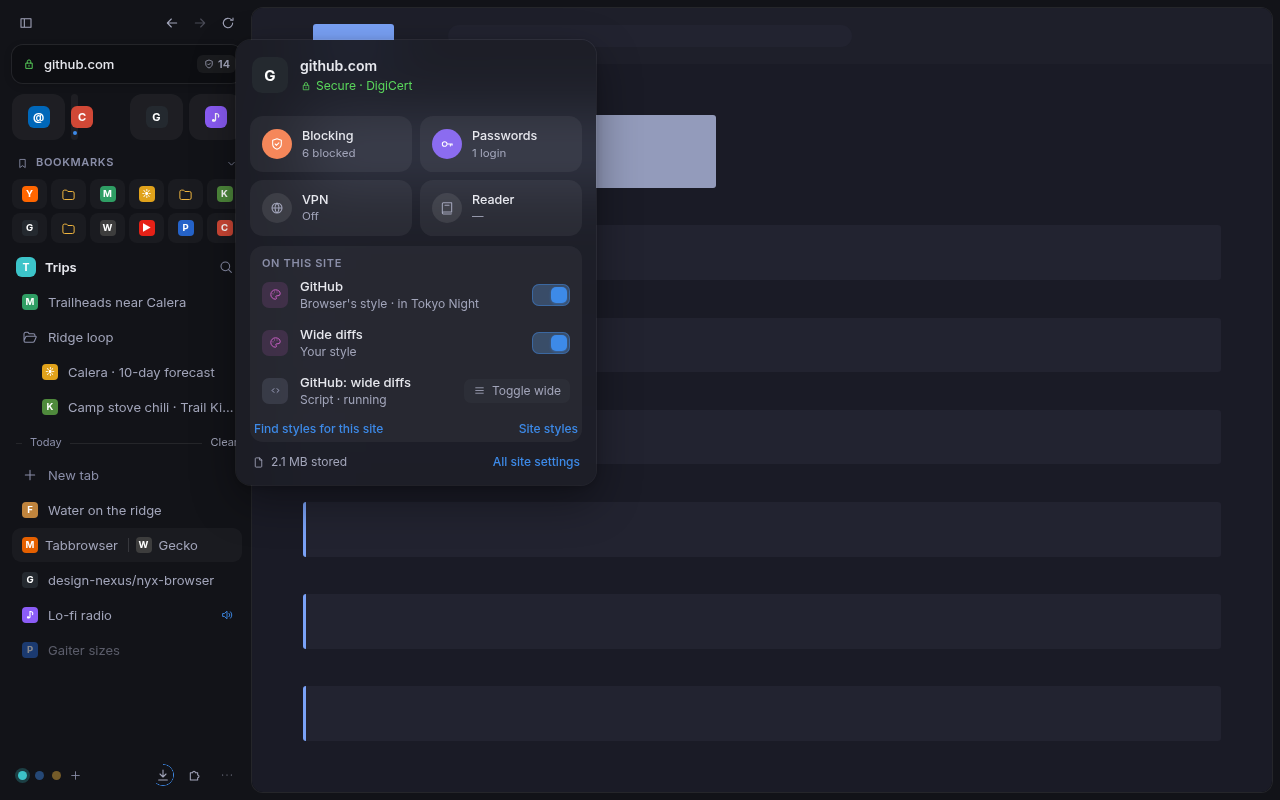 github.com
14
@
C
G
BOOKMARKS
Y
M
K
G
W
P
C
T
Trips
M
Trailheads near Calera
Ridge loop
Calera · 10-day forecast
K
Camp stove chili · Trail Ki...
Today
Clear
New tab
F
Water on the ridge
M
Tabbrowser
W
Gecko
G
design-nexus/nyx-browser
Lo-fi radio
P
Gaiter sizes
G
github.com
Secure · DigiCert
Blocking
6 blocked
Passwords
1 login
VPN
Off
Reader
—
ON THIS SITE
GitHub
Browser's style · in Tokyo Night
Wide diffs
Your style
GitHub: wide diffs
Script · running
Toggle wide
Find styles for this site
Site styles
2.1 MB stored
All site settings